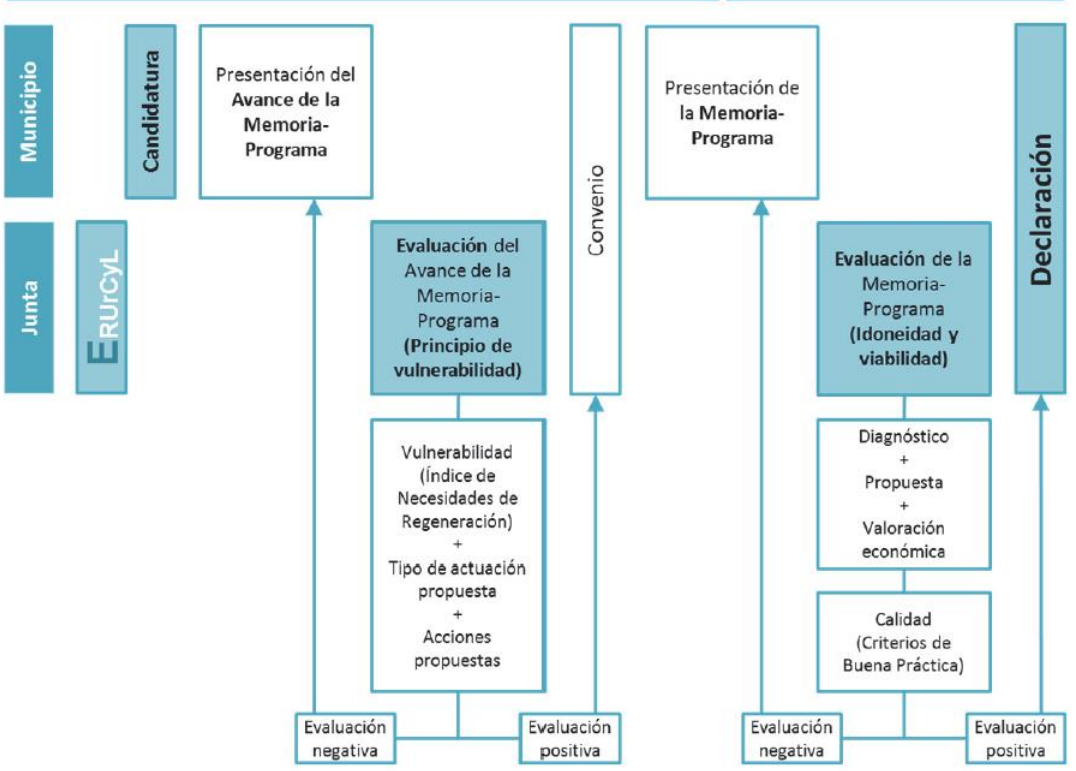 Municipio
Candidatura
Presentación del
Avance de la
Memoria-
Programa
Convenio
Presentación de
la Memoria-
Programa
Declaración
Junta
ERUrCyL
Evaluación del
Avance de la
Memoria-
Programa
(Principio de
vulnerabilidad)
Evaluación de la
Memoria-
Programa
(Idoneidad y
viabilidad)
Vulnerabilidad
(Índice de
Necesidades de
Regeneración)
+
Tipo de actuación
propuesta
+
Acciones
propuestas
Diagnóstico
+
Propuesta
+
Valoración
económica
Calidad
(Criterios de
Buena Práctica)
Evaluación
negativa
Evaluación
positiva
Evaluación
negativa
Evaluación
positiva